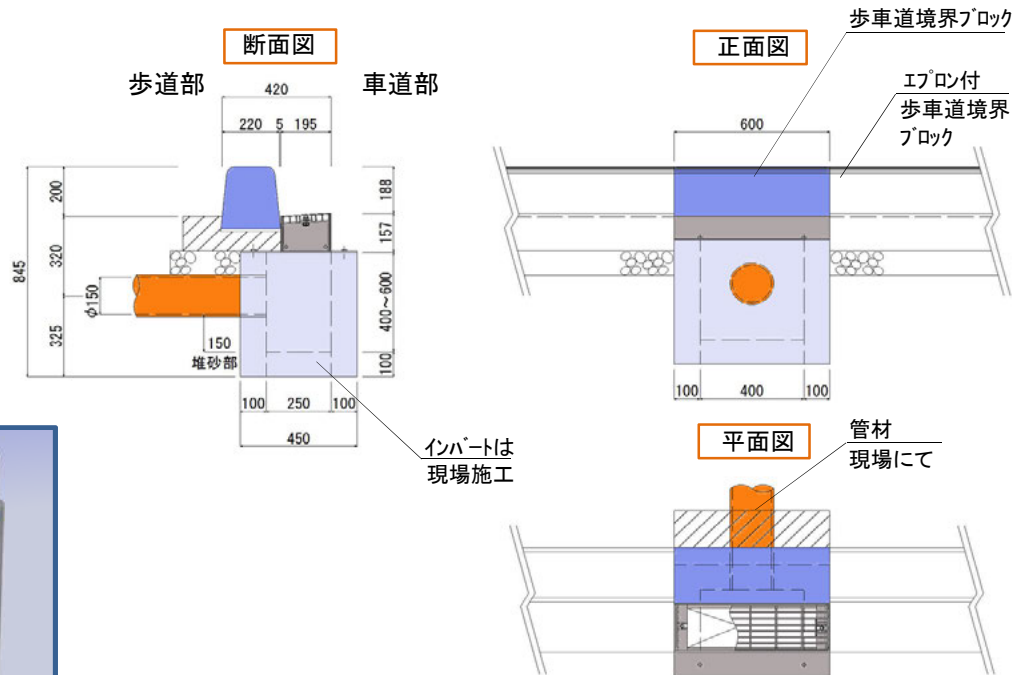 断面図
歩道部
車道部
420
220 5 195
845
200
320
325
φ150
188
157
400~600
100
150
堆砂部
100 250 100
450
インバートは
現場施工
正面図
歩車道境界ブロック
エプロン付
歩車道境界
ブロック
600
100 400 100
平面図
管材
現場にて